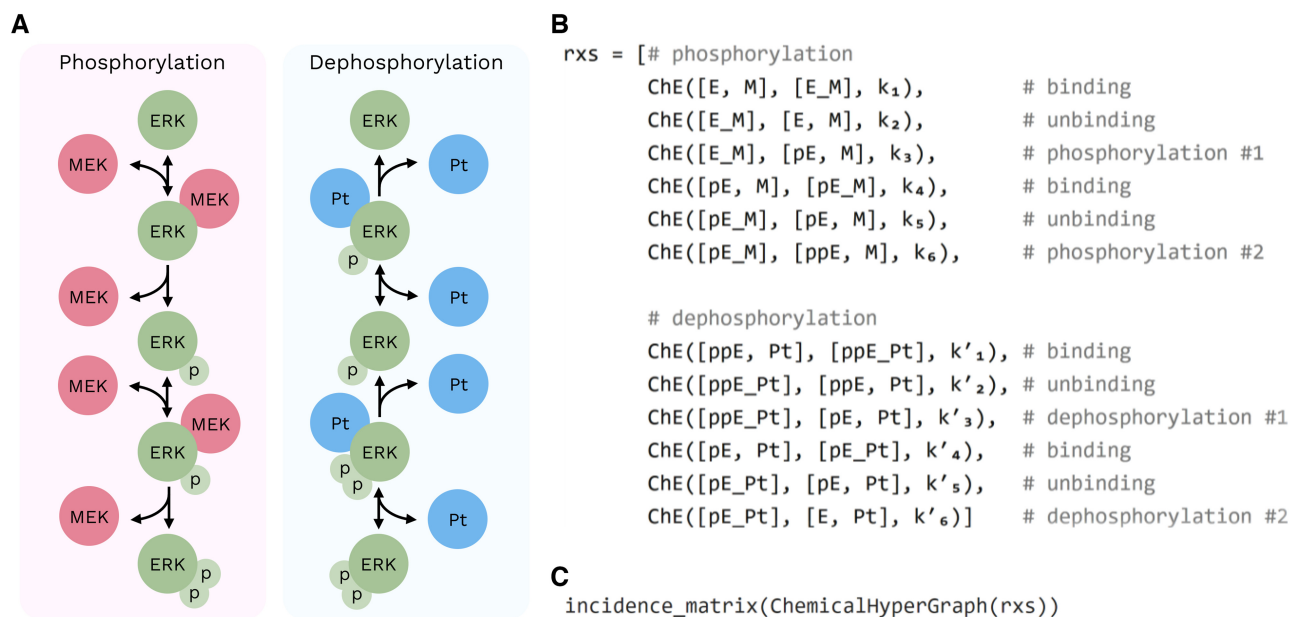 A
Phosphorylation
ERK
MEK
MEK
ERK
MEK
ERK
p
MEK
MEK
ERK
p
MEK
ERK
p
p
Dephosphorylation
ERK
Pt
Pt
ERK
p
Pt
ERK
p
Pt
Pt
ERK
p
p
Pt
ERK
p
p
B
rxs = [# phosphorylation
ChE([E, M], [E_M], k₁), # binding
ChE([E_M], [E, M], k₂), # unbinding
ChE([E_M], [pE, M], k₃), # phosphorylation #1
ChE([pE, M], [pE_M], k₄), # binding
ChE([pE_M], [pE, M], k₅), # unbinding
ChE([pE_M], [ppE, M], k₆), # phosphorylation #2
# dephosphorylation
ChE([ppE, Pt], [ppE_Pt], k′₁), # binding
ChE([ppE_Pt], [ppE, Pt], k′₂), # unbinding
ChE([ppE_Pt], [pE, Pt], k′₃), # dephosphorylation #1
ChE([pE, Pt], [pE_Pt], k′₄), # binding
ChE([pE_Pt], [pE, Pt], k′₅), # unbinding
ChE([pE_Pt], [E, Pt], k′₆)] # dephosphorylation #2
C
incidence_matrix(ChemicalHyperGraph(rxs))